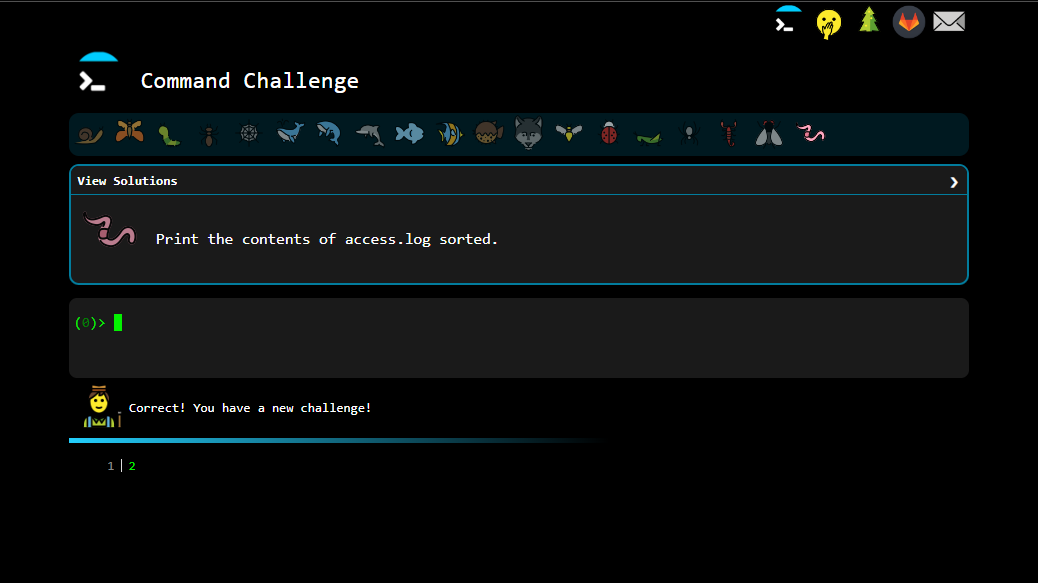 Command Challenge
View Solutions
Print the contents of access.log sorted.
(0)>
Correct! You have a new challenge!
1 | 2